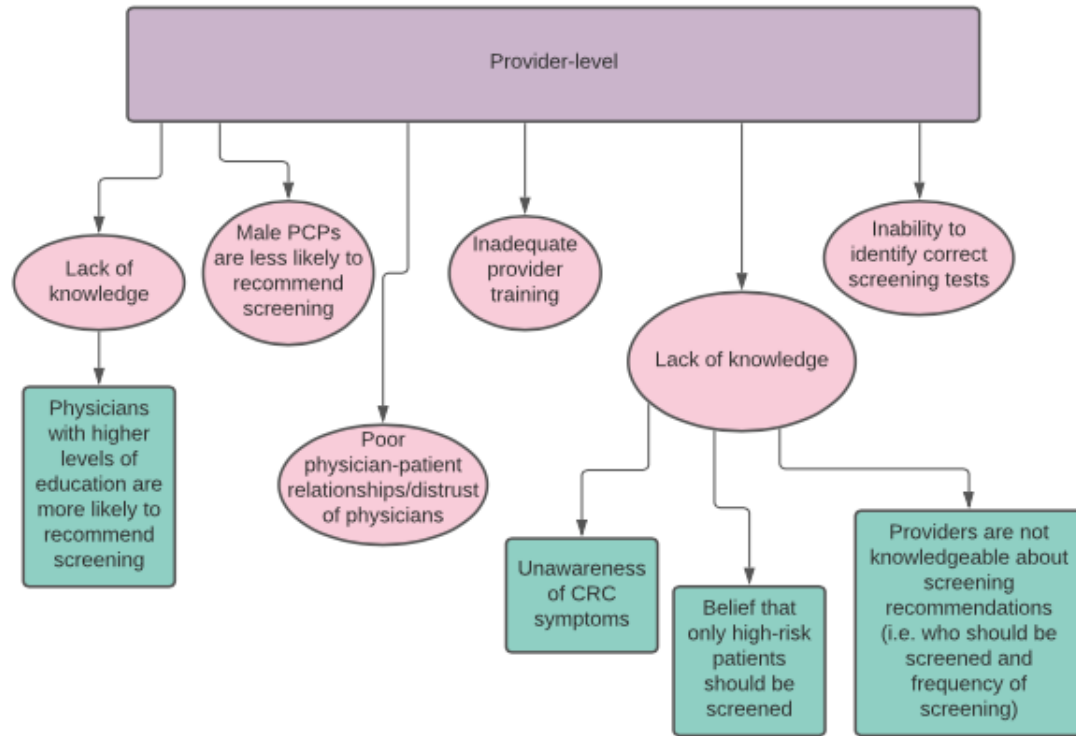 Provider-level
Lack of
knowledge
Male PCPs
are less likely to
recommend
screening
Inadequate
provider
training
Inability to
identify correct
screening tests
Lack of knowledge
Physicians
with higher
levels of
education are
more likely to
recommend
screening
Poor
physician-patient
relationships/distrust
of physicians
Unawareness
of CRC
symptoms
Belief that
only high-risk
patients
should be
screened
Providers are not
knowledgeable about
screening
recommendations
(i.e. who should be
screened and
frequency of
screening)